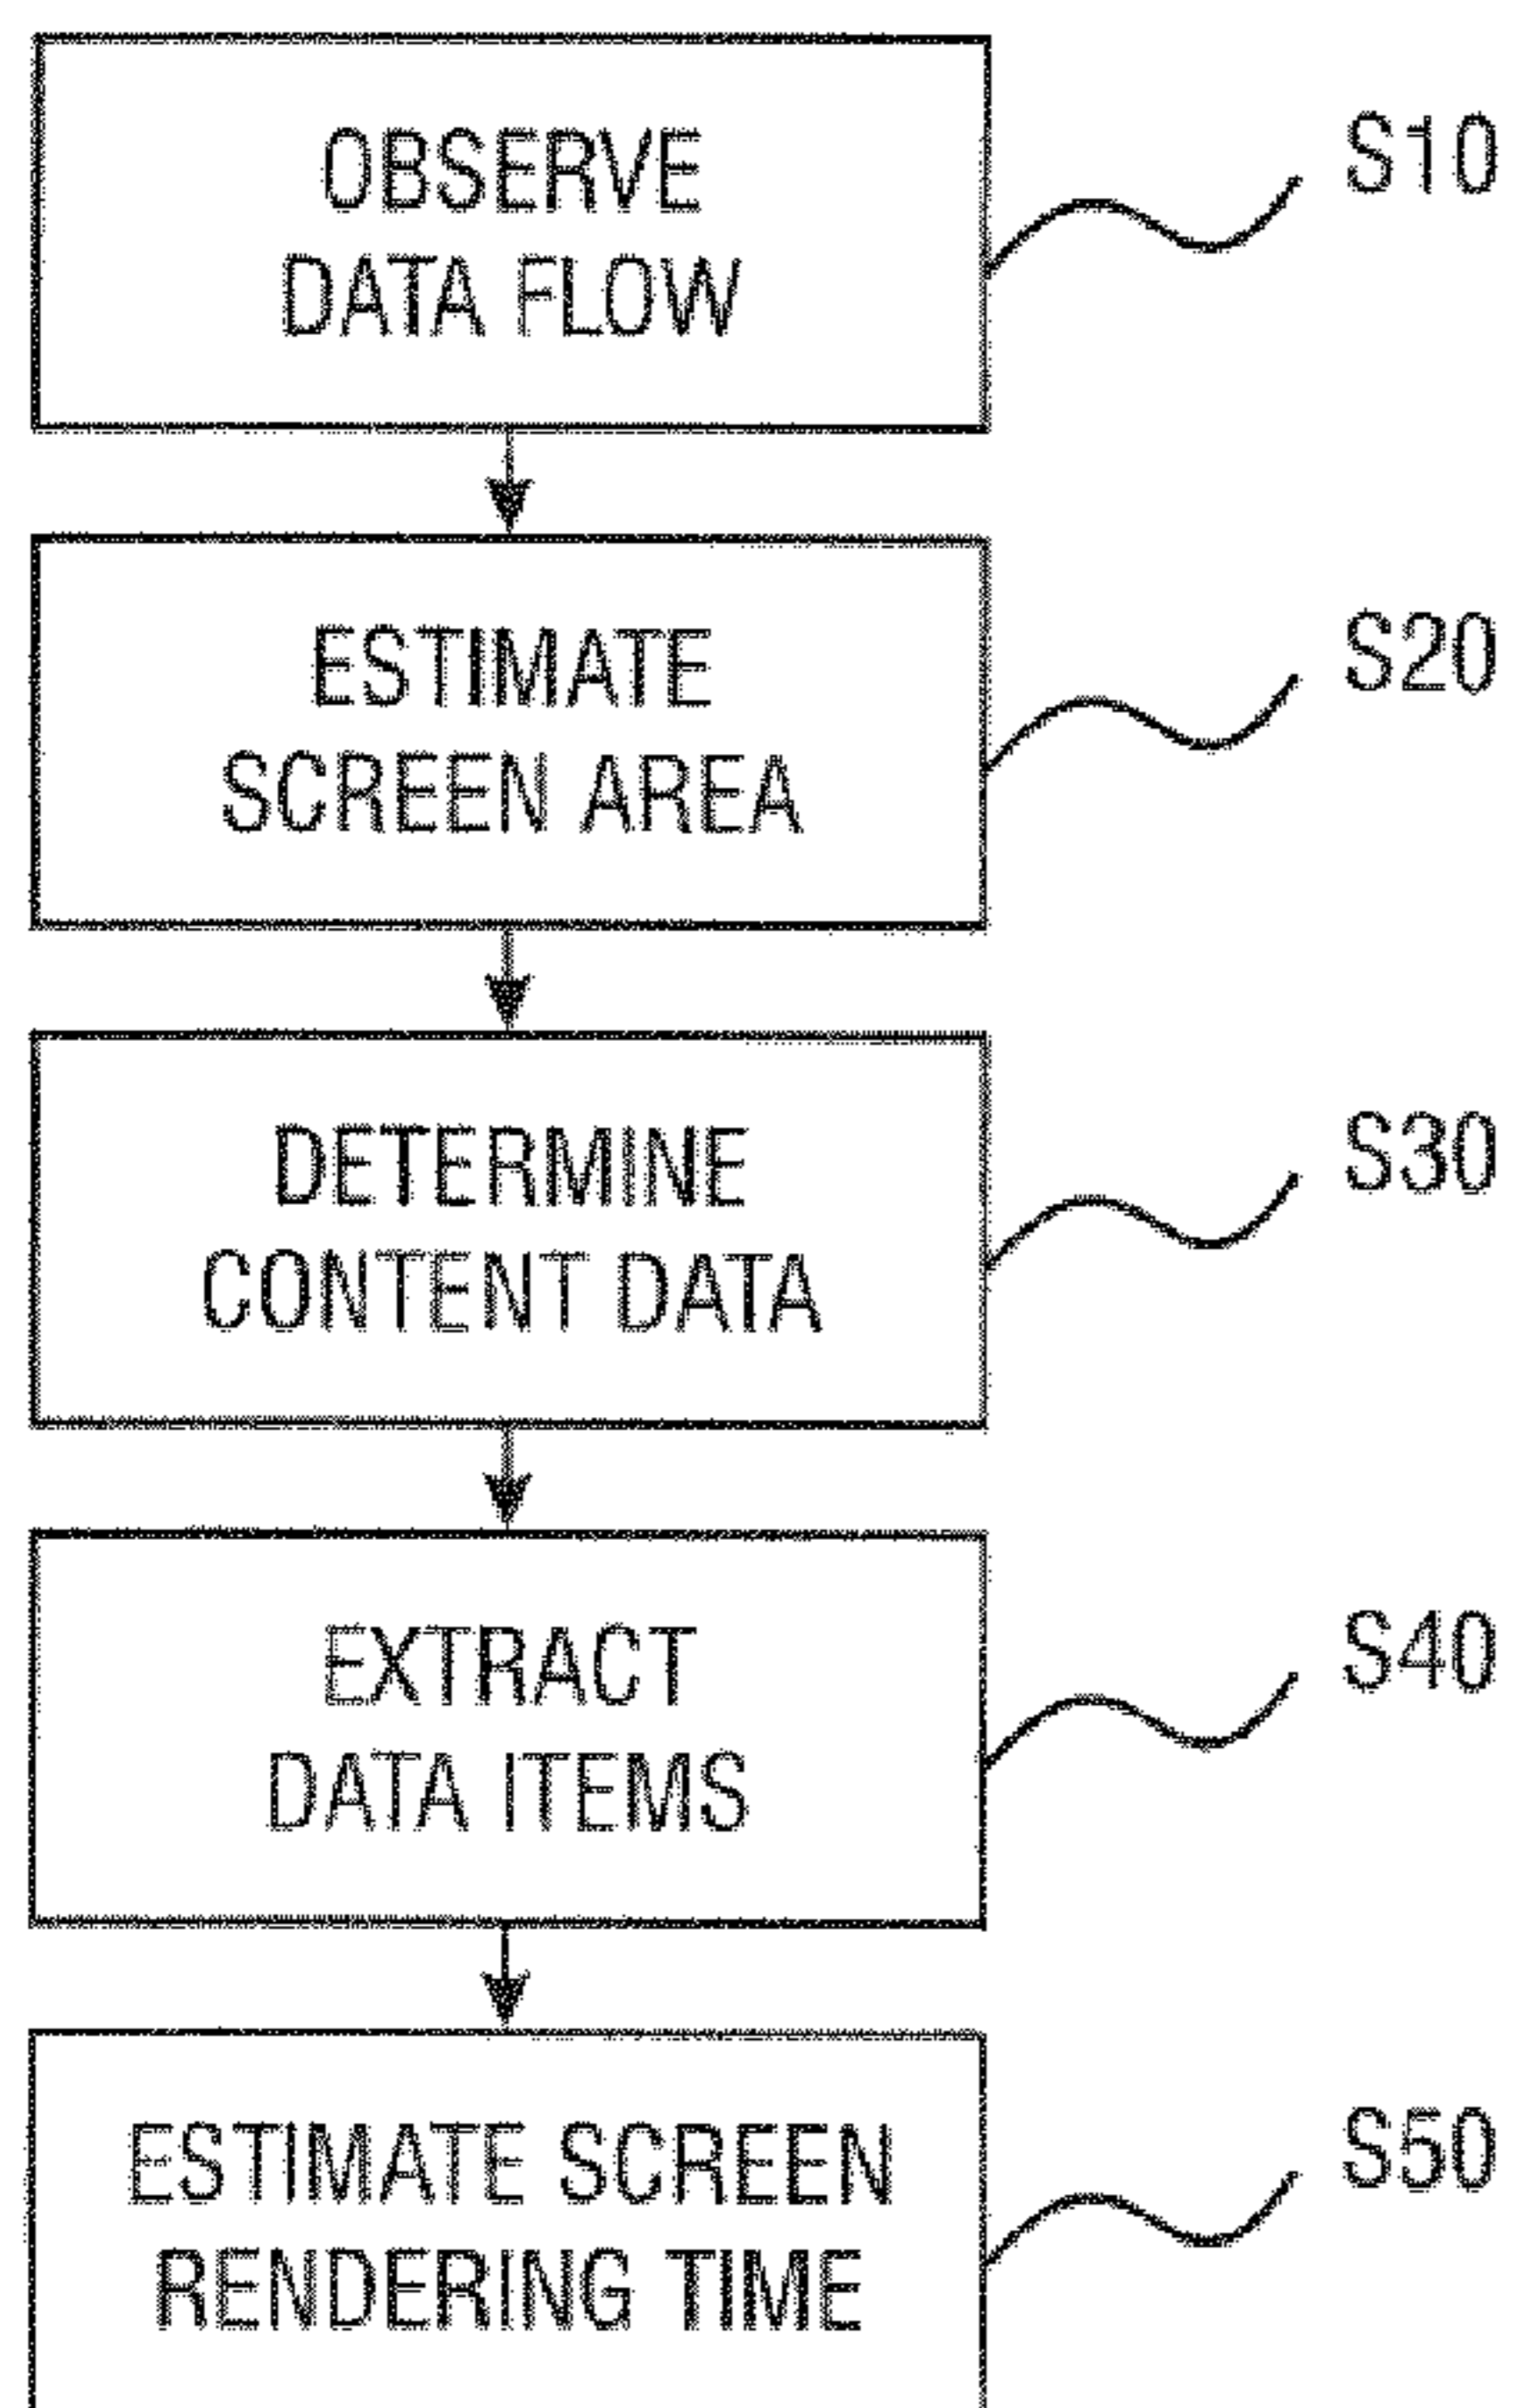 OBSERVE
DATA FLOW
S10
ESTIMATE
SCREEN AREA
S20
DETERMINE
CONTENT DATA
S30
EXTRACT
DATA ITEMS
S40
ESTIMATE SCREEN
RENDERING TIME
S50